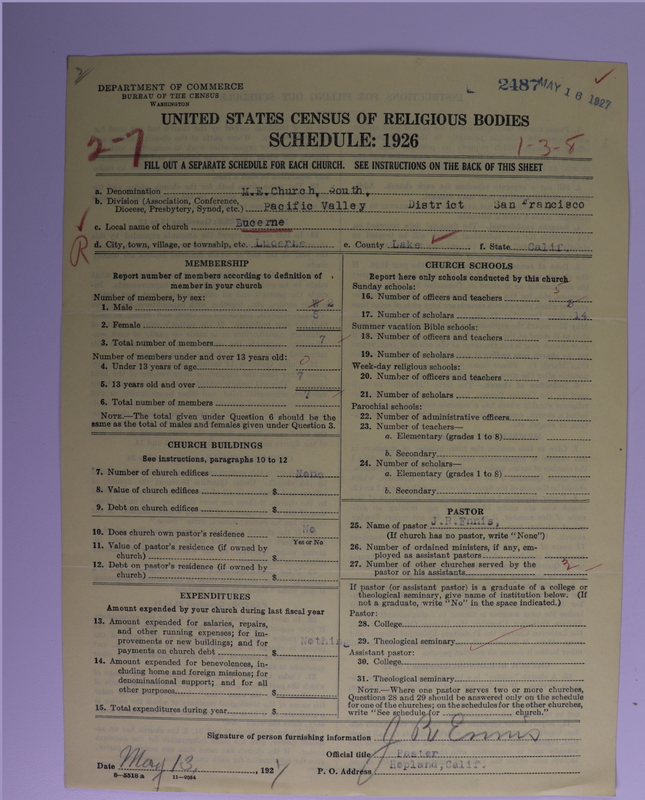 2487 MAY 16 1927
DEPARTMENT OF COMMERCE
BUREAU OF THE CENSUS
WASHINGTON
UNITED STATES CENSUS OF RELIGIOUS BODIES
SCHEDULE: 1926
2-7
1-3-8
FILL OUT A SEPARATE SCHEDULE FOR EACH CHURCH. SEE INSTRUCTIONS ON THE BACK OF THIS SHEET
a. Denomination M.E.Church, South,
b. Division (Association, Conference, Diocese, Presbytery, Synod, etc.) Pacific Valley District San Francisco
c. Local name of church Lucerne
R
d. City, town, village, or township, etc. Lucerne e. County Lake f. State Calif.
MEMBERSHIP
Report number of members according to definition of
member in your church
Number of members, by sex:
1. Male 2
2. Female 5
3. Total number of members 7
Number of members under and over 13 years old:
4. Under 13 years of age 0
5. 13 years old and over 7
6. Total number of members 7
NOTE.—The total given under Question 6 should be the
same as the total of males and females given under Question 3.
CHURCH BUILDINGS
See instructions, paragraphs 10 to 12
7. Number of church edifices None
8. Value of church edifices $
9. Debt on church edifices $
10. Does church own pastor's residence No
Yes or No
11. Value of pastor's residence (if owned by
church) $
12. Debt on pastor's residence (if owned by
church) $
EXPENDITURES
Amount expended by your church during last fiscal year
13. Amount expended for salaries, repairs,
and other running expenses; for im-
provements or new buildings; and for
payments on church debt $ Nothing
14. Amount expended for benevolences, in-
cluding home and foreign missions; for
denominational support; and for all
other purposes $
15. Total expenditures during year $
CHURCH SCHOOLS
Report here only schools conducted by this church
Sunday schools:
16. Number of officers and teachers 5
17. Number of scholars 14
Summer vacation Bible schools:
18. Number of officers and teachers
19. Number of scholars
Week-day religious schools:
20. Number of officers and teachers
21. Number of scholars
Parochial schools:
22. Number of administrative officers
23. Number of teachers—
a. Elementary (grades 1 to 8)
b. Secondary
24. Number of scholars—
a. Elementary (grades 1 to 8)
b. Secondary
PASTOR
25. Name of pastor J.R.Ennis,
(If church has no pastor, write "None")
26. Number of ordained ministers, if any, em-
ployed as assistant pastors
27. Number of other churches served by the
pastor or his assistants
If pastor (or assistant pastor) is a graduate of a college or
theological seminary, give name of institution below. (If
not a graduate, write "No" in the space indicated.)
Pastor:
28. College
29. Theological seminary
Assistant pastor:
30. College
31. Theological seminary
NOTE.—Where one pastor serves two or more churches,
Questions 28 and 29 should be answered only on the schedule
for one of the churches; on the schedules for the other churches,
write "See schedule for church."
Signature of person furnishing information J R Ennis
Official title Pastor
Date May 13, 1927 P. O. Address Hopland, Calif.
8—5518 a 11—9064